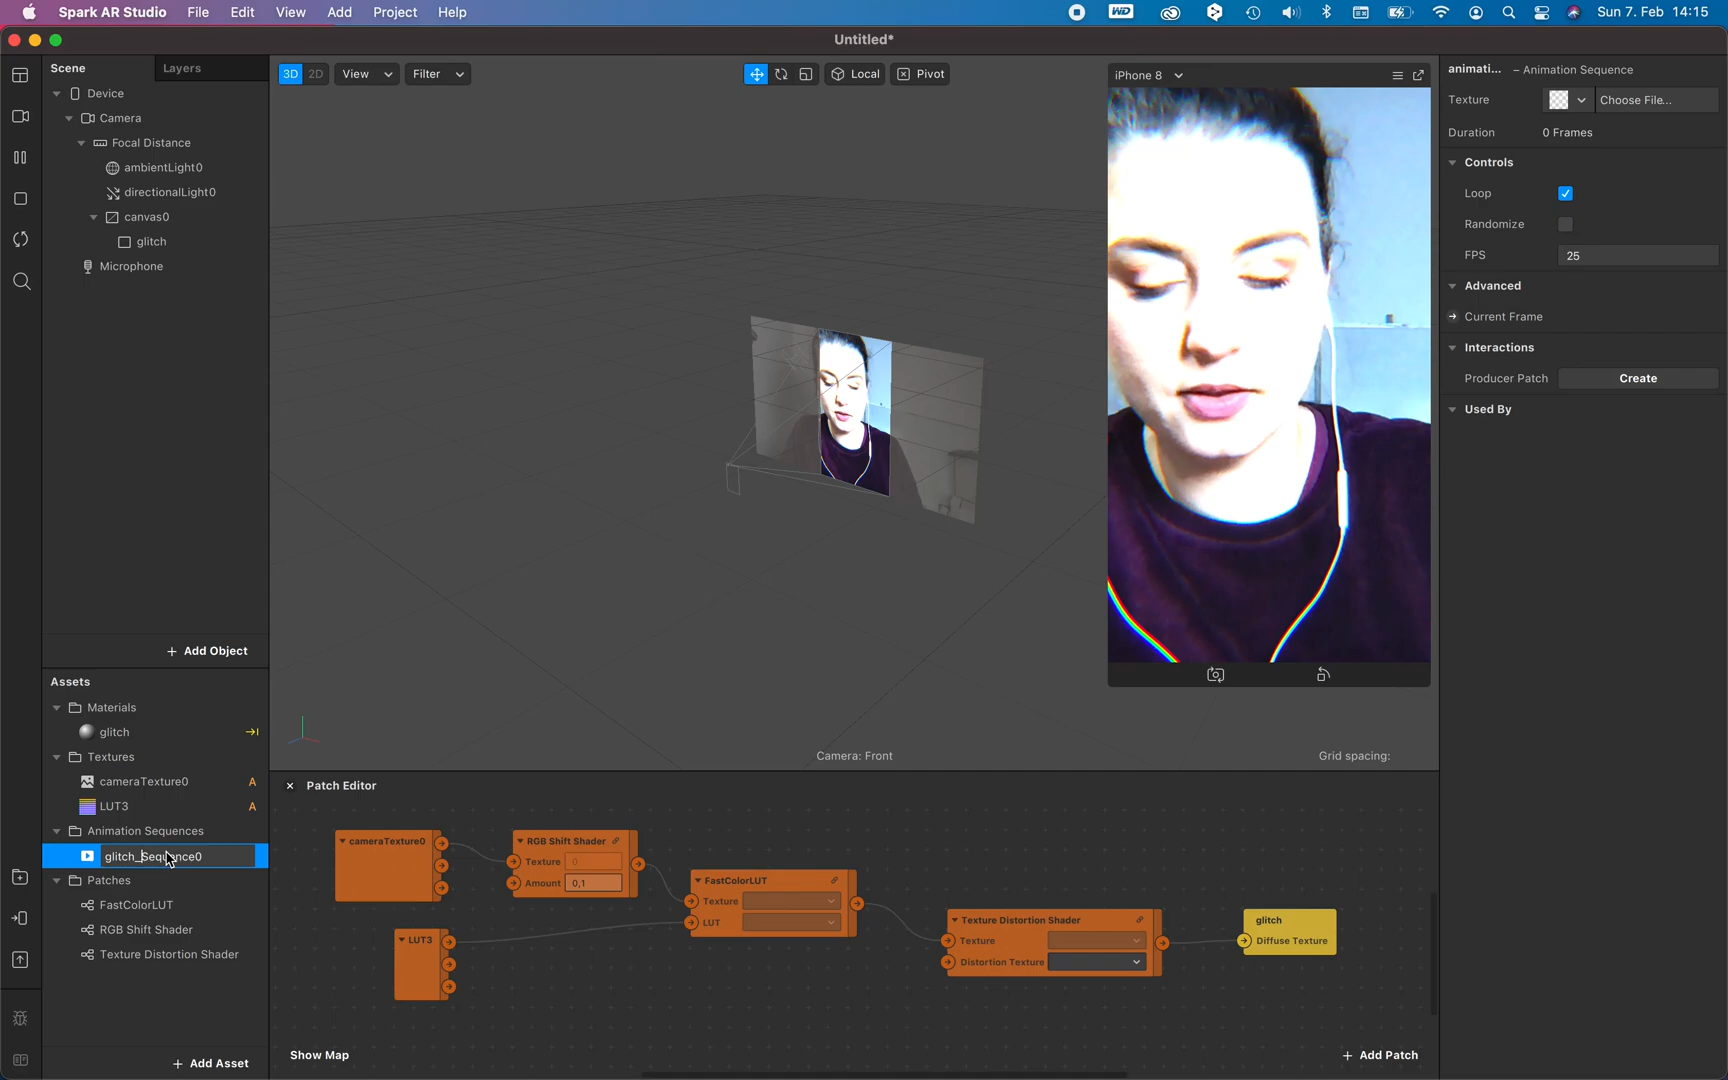 Spark AR Studio File Edit View Add Project Help WD Sun 7. Feb 14:15
Untitled*
Scene Layers
Device
Camera
Focal Distance
ambientLight0
directionalLight0
canvas0
glitch
Microphone
+ Add Object
Assets
Materials
glitch
Textures
cameraTexture0 A
LUT3 A
Animation Sequences
glitch_Sequence0
Patches
FastColorLUT
RGB Shift Shader
Texture Distortion Shader
+ Add Asset
3D 2D View Filter Local Pivot
iPhone 8
Camera: Front
Grid spacing:
Patch Editor
cameraTexture0
RGB Shift Shader
Texture 0
Amount 0,1
FastColorLUT
Texture
LUT
LUT3
Texture Distortion Shader
Texture
Distortion Texture
glitch
Diffuse Texture
Show Map
+ Add Patch
animati... – Animation Sequence
Texture Choose File...
Duration 0 Frames
Controls
Loop
Randomize
FPS 25
Advanced
Current Frame
Interactions
Producer Patch Create
Used By